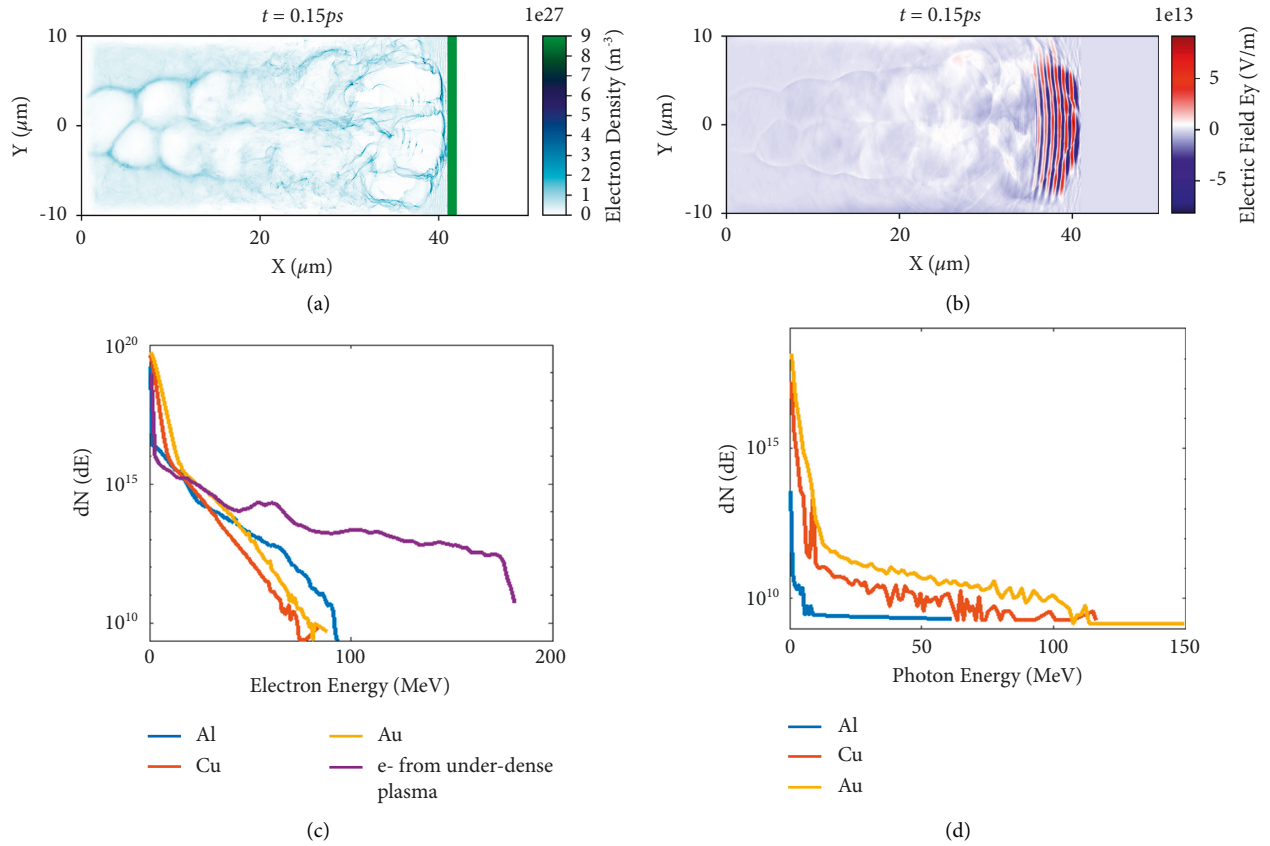 t = 0.15ps
1e27
10
0
-10
Y (μm)
0
20
40
X (μm)
9
8
7
6
5
4
3
2
1
0
Electron Density (m⁻³)
(a)
t = 0.15ps
1e13
10
0
-10
Y (μm)
0
20
40
X (μm)
5
0
-5
Electric Field Ey (V/m)
(b)
10²⁰
10¹⁵
10¹⁰
dN (dE)
0
100
200
Electron Energy (MeV)
Al
Cu
Au
e- from under-dense
plasma
(c)
10¹⁵
10¹⁰
dN (dE)
0
50
100
150
Photon Energy (MeV)
Al
Cu
Au
(d)